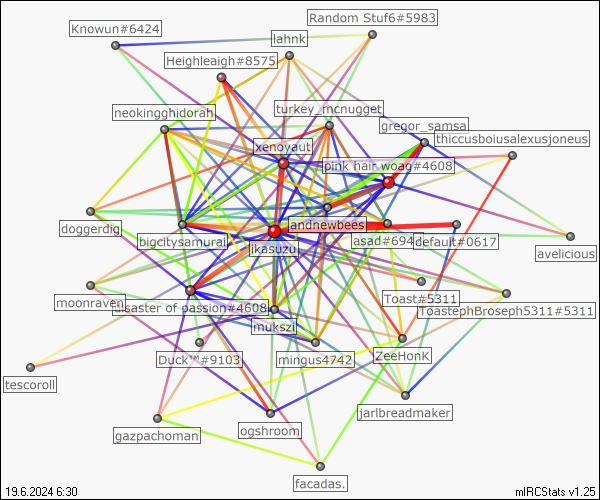 Random Stuf6#5983
Knowun#6424
lahnk
Heighleaigh#8575
neokingghidorah
turkey_mcnugget
gregor_samsa
thiccusboiusalexusjoneus
xenoyaut
pink hair woag#4608
doggerdig
bigcitysamurai
andnewbees
jikasuzu
asad#694
default#0617
avelicious
moonraven
disaster of passion#4608
Toast#5311
ToastephBroseph5311#5311
mukszi
Duck™#9103
mingus4742
ZeeHonK
tescoroll
jarlbreadmaker
gazpachoman
ogshroom
facadas.
19.6.2024 6:30
mIRCStats v1.25